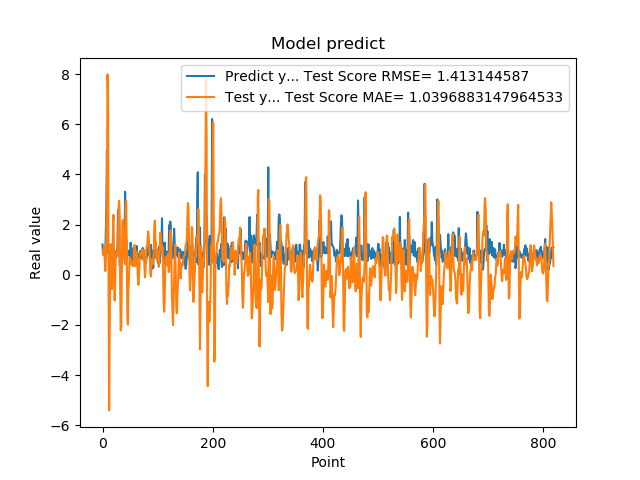 Model predict
Predict y... Test Score RMSE= 1.413144587
Test y... Test Score MAE= 1.0396883147964533
Real value
8
6
4
2
0
−2
−4
−6
0 200 400 600 800
Point